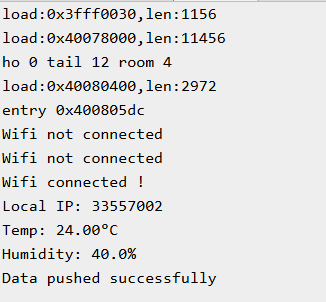 load:0x3fff0030,len:1156
load:0x40078000,len:11456
ho 0 tail 12 room 4
load:0x40080400,len:2972
entry 0x400805dc
Wifi not connected
Wifi not connected
Wifi connected !
Local IP: 33557002
Temp: 24.00°C
Humidity: 40.0%
Data pushed successfully